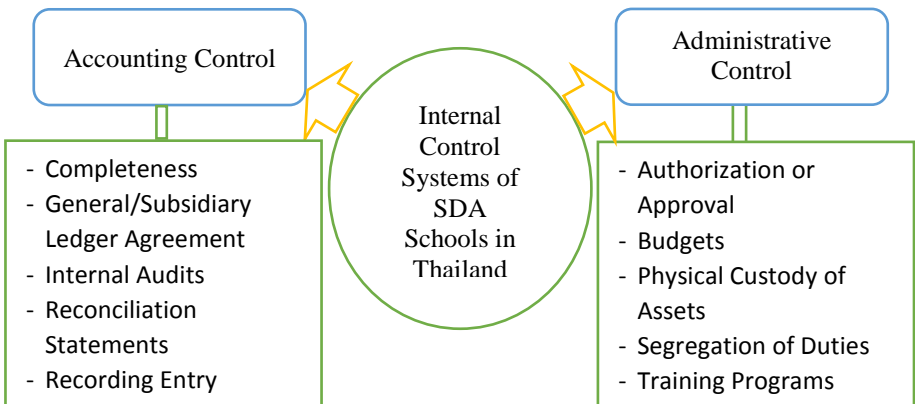 Accounting Control
- Completeness
- General/Subsidiary
Ledger Agreement
- Internal Audits
- Reconciliation
Statements
- Recording Entry
Internal
Control
Systems of
SDA
Schools in
Thailand
Administrative
Control
- Authorization or
Approval
- Budgets
- Physical Custody of
Assets
- Segregation of Duties
- Training Programs